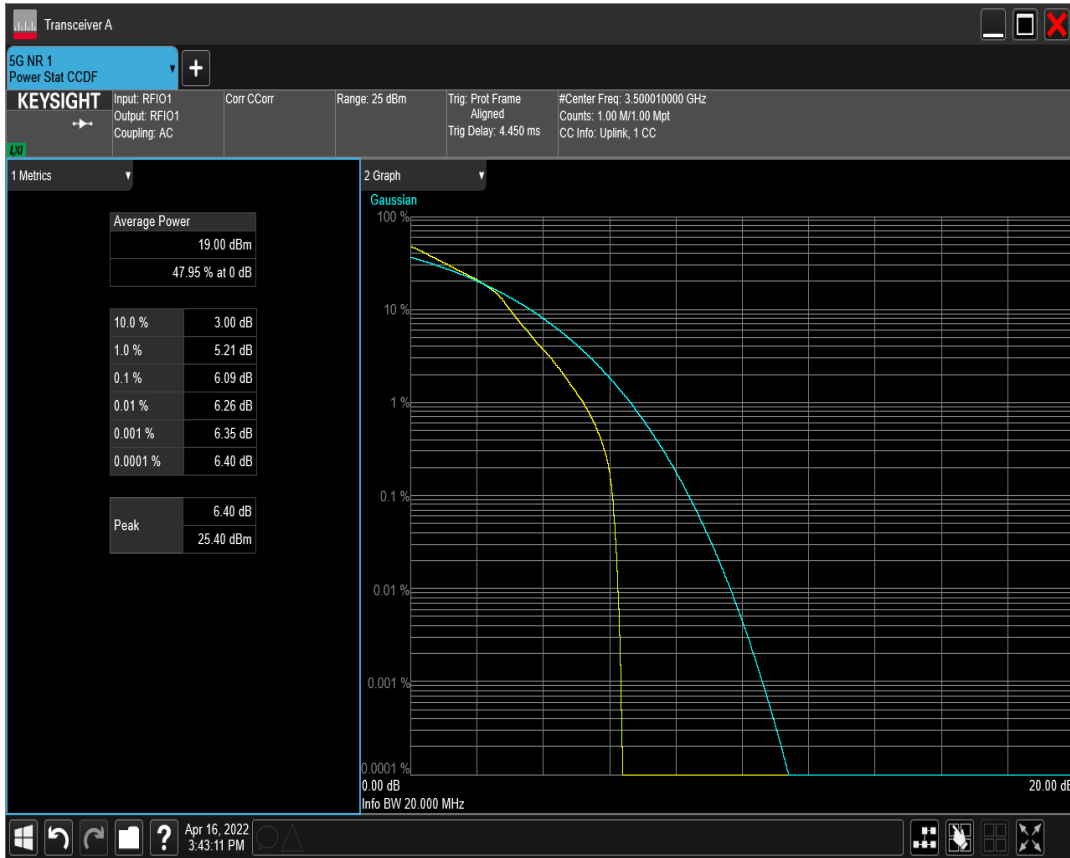 Transceiver A
5G NR 1
Power Stat CCDF
KEYSIGHT
LXI
Input: RFIO1
Output: RFIO1
Coupling: AC
Corr CCorr
Range: 25 dBm
Trig: Prot Frame
Aligned
Trig Delay: 4.450 ms
#Center Freq: 3.500010000 GHz
Counts: 1.00 M/1.00 Mpt
CC Info: Uplink, 1 CC
1 Metrics
Average Power
19.00 dBm
47.95 % at 0 dB
10.0 % 3.00 dB
1.0 % 5.21 dB
0.1 % 6.09 dB
0.01 % 6.26 dB
0.001 % 6.35 dB
0.0001 % 6.40 dB
Peak
6.40 dB
25.40 dBm
2 Graph
Gaussian
100 %
10 %
1 %
0.1 %
0.01 %
0.001 %
0.0001 %
0.00 dB 20.00 dB
Info BW 20.000 MHz
? Apr 16, 2022
3:43:11 PM